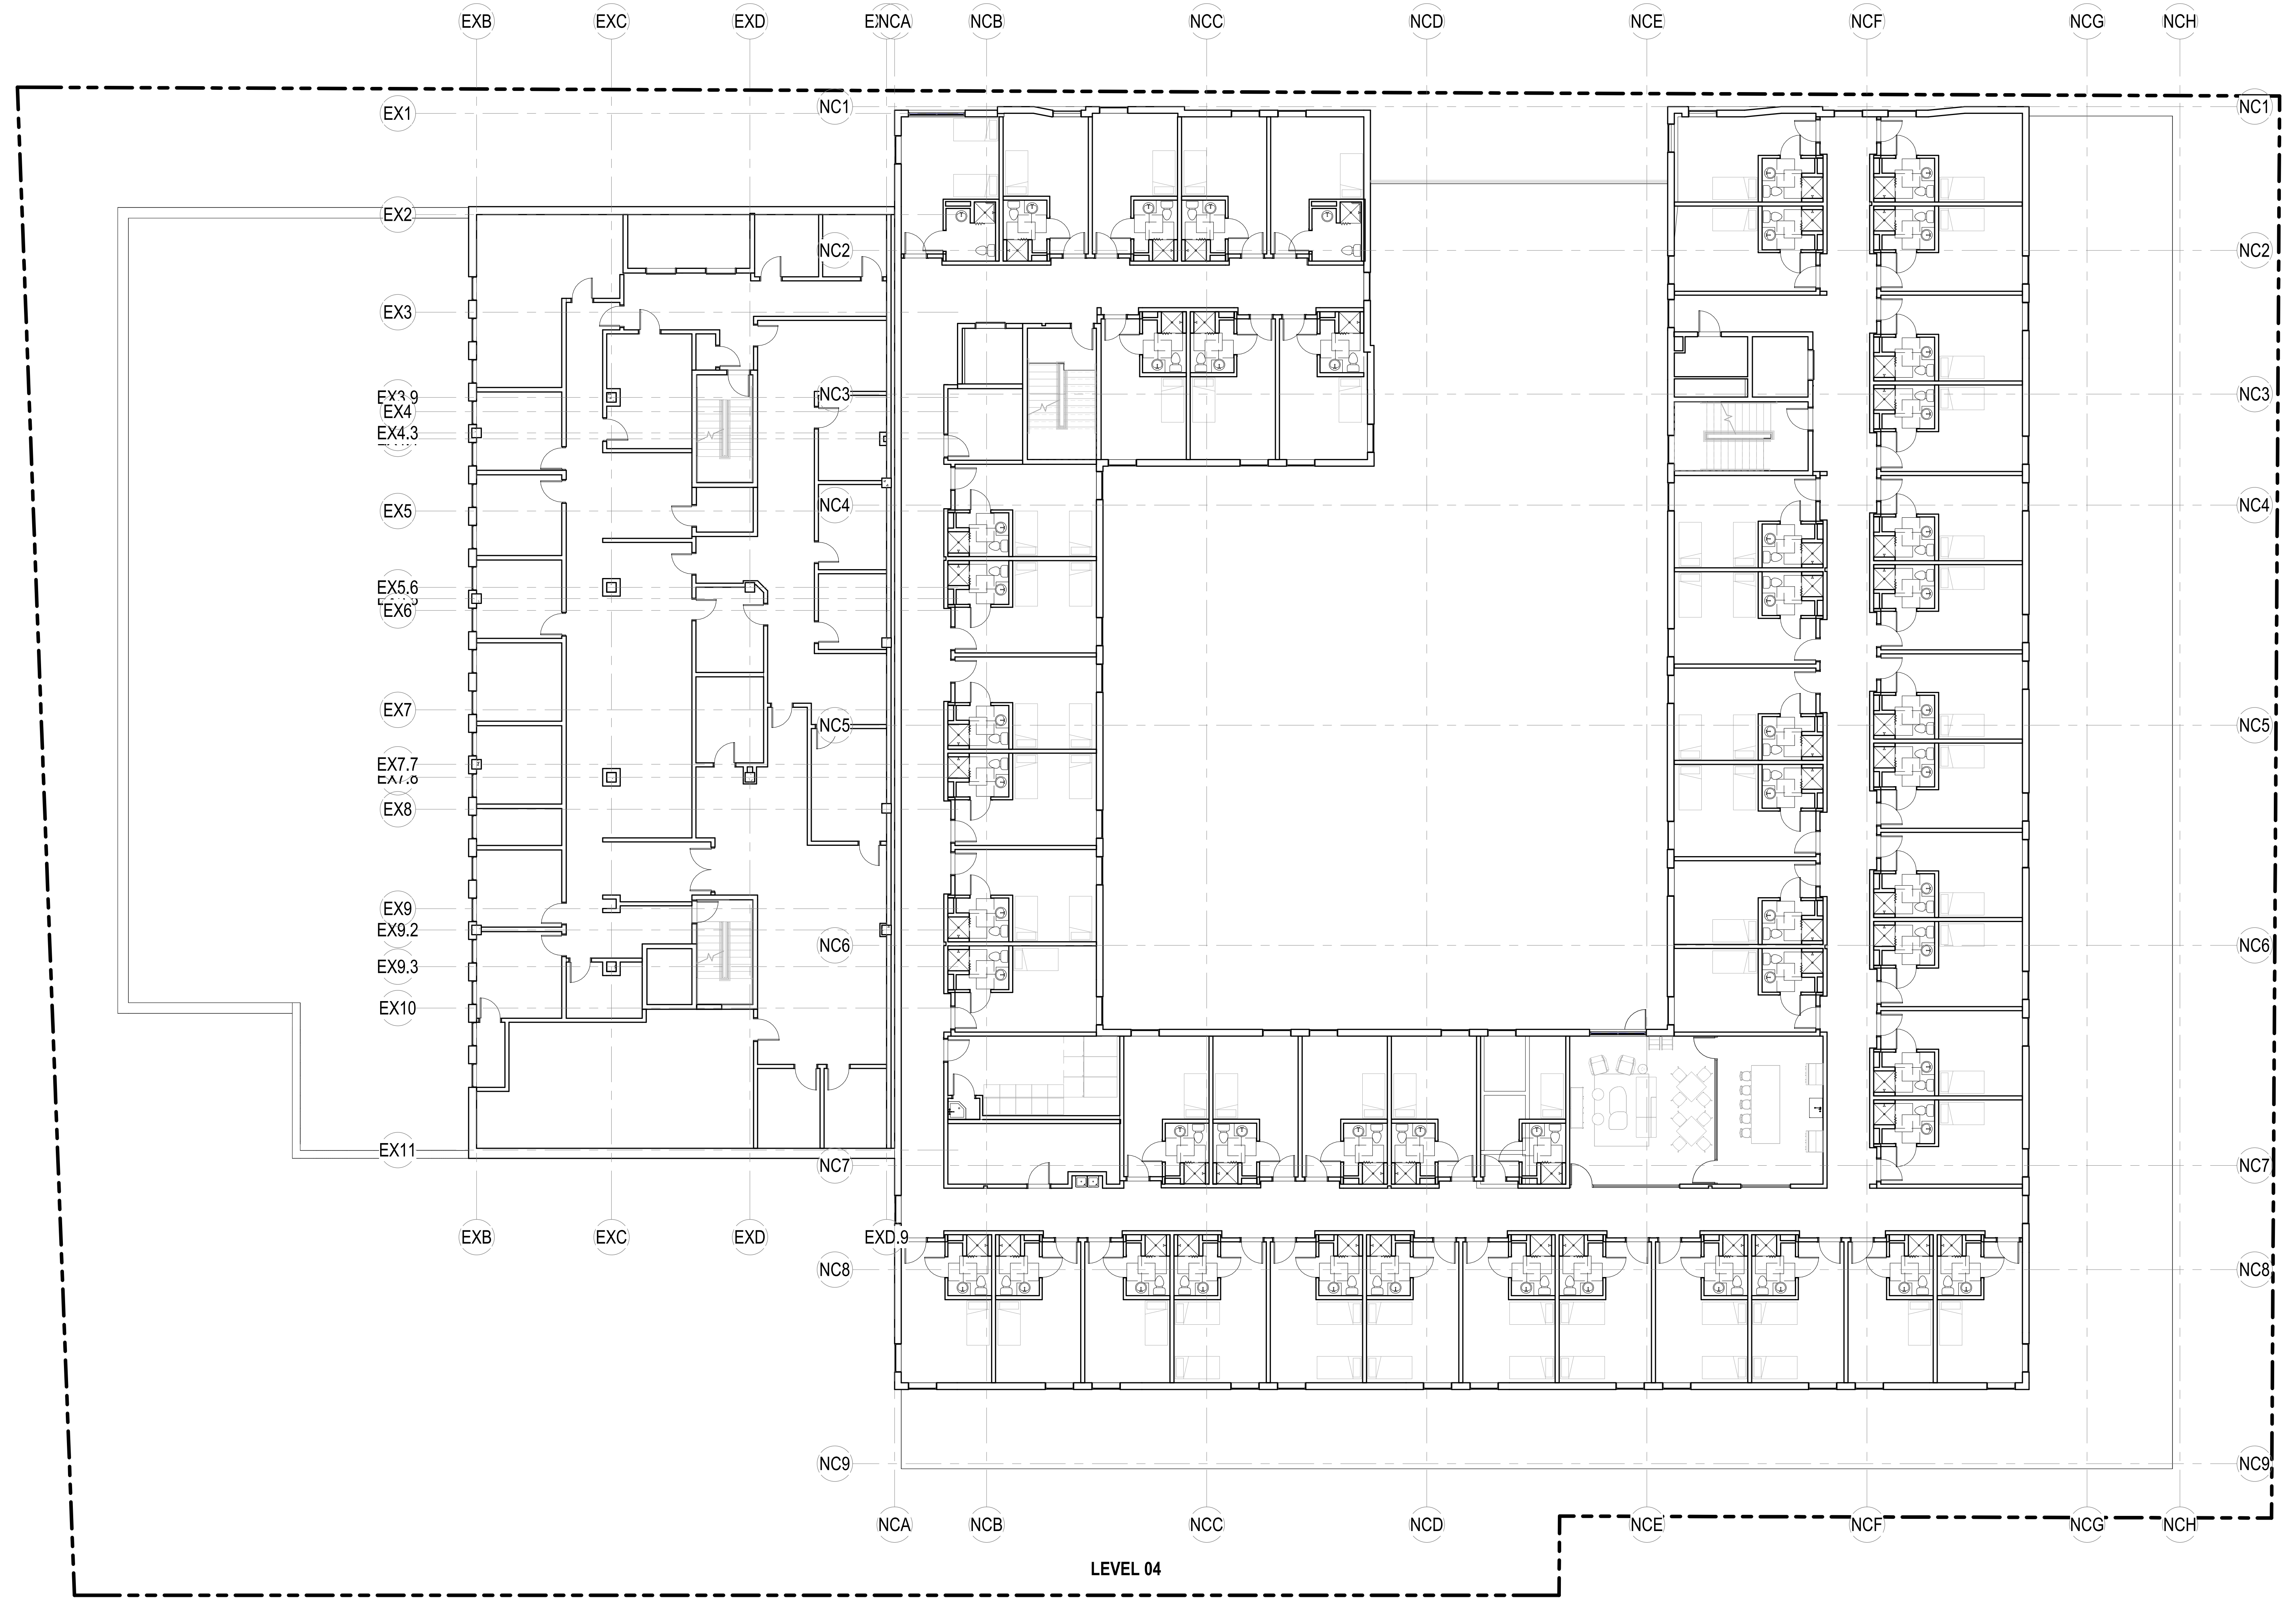 EXB EXC EXD NCA NCB NCC NCD NCE NCF NCG NCH
EX1 NC1 NC1
EX2
NC2 NC2
EX3
EX3.9 NC3 NC3
EX4
EX4.3
EX5 NC4 NC4
EX5.6
EX6
EX7 NC5 NC5
EX7.7
EX8
EX9
EX9.2
NC6 NC6
EX9.3
EX10
EX11
NC7 NC7
EXB EXC EXD EXD.9
NC8 NC8
NC9 NC9
NCA NCB NCC NCD NCE NCF NCG NCH
LEVEL 04